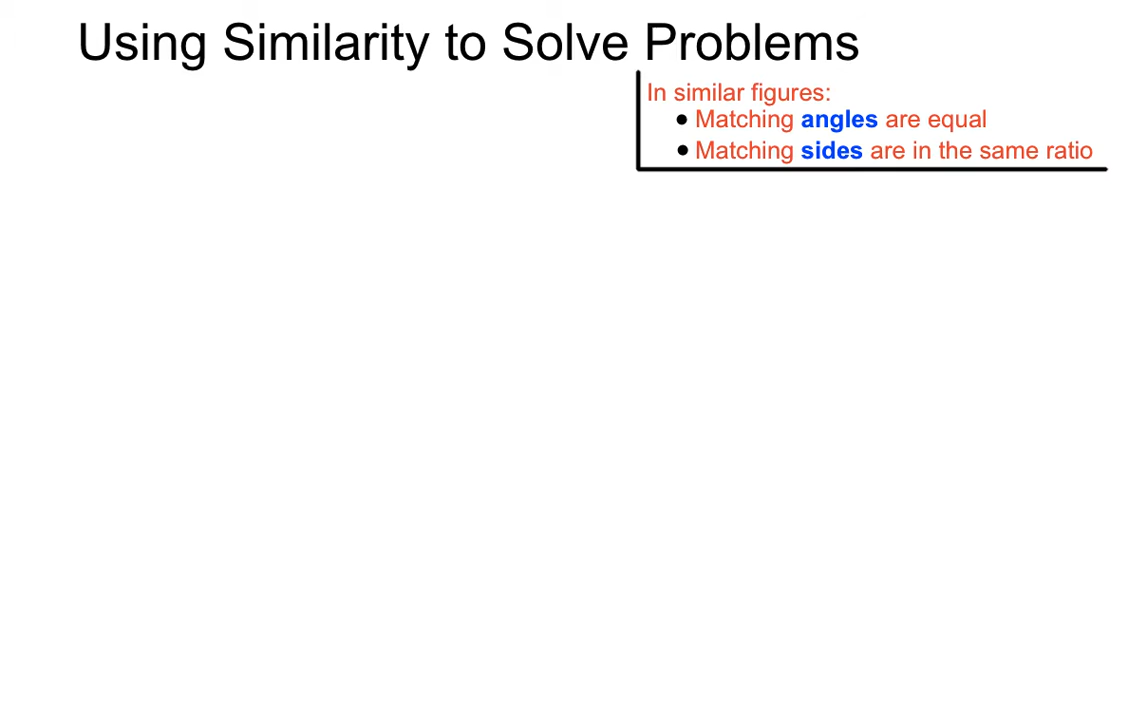 Using Similarity to Solve Problems
In similar figures:
• Matching angles are equal
• Matching sides are in the same ratio